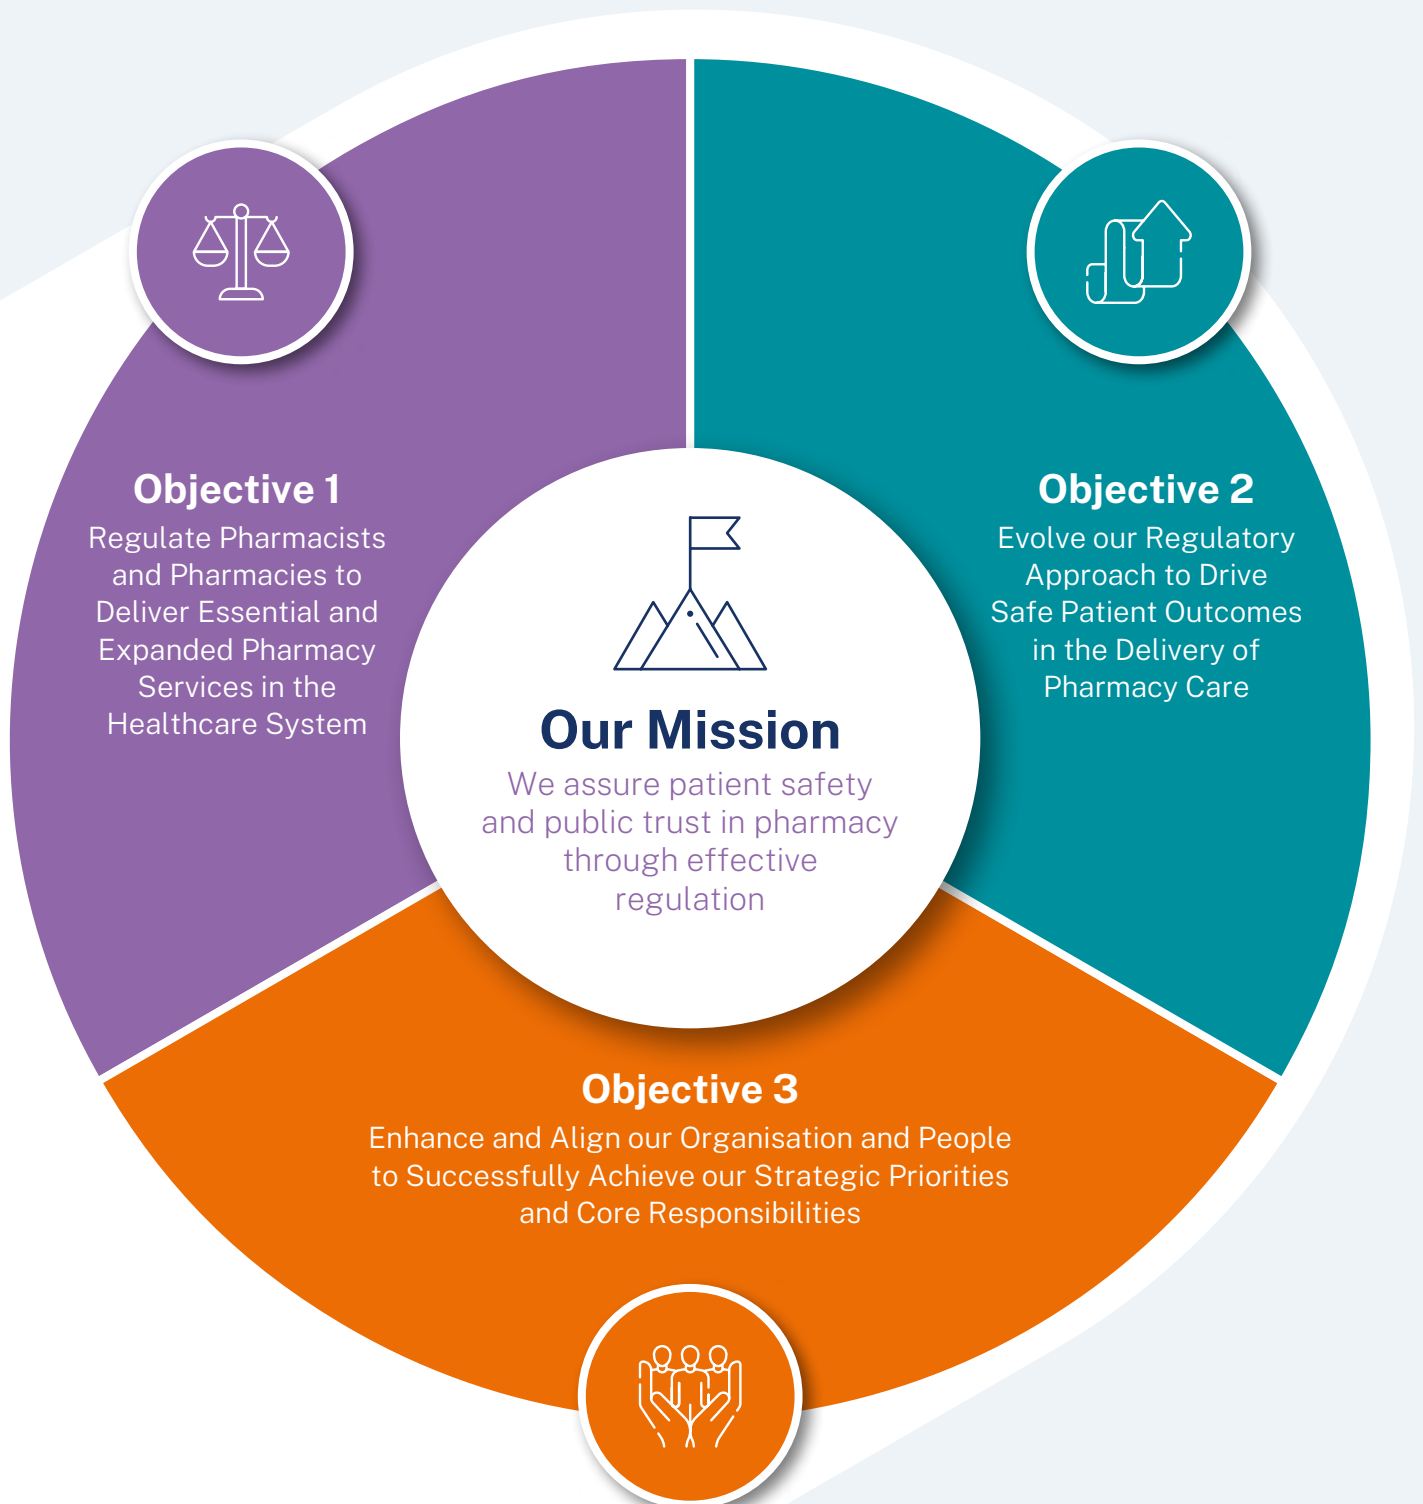 Objective 1
Regulate Pharmacists
and Pharmacies to
Deliver Essential and
Expanded Pharmacy
Services in the
Healthcare System
Objective 2
Evolve our Regulatory
Approach to Drive
Safe Patient Outcomes
in the Delivery of
Pharmacy Care
Our Mission
We assure patient safety
and public trust in pharmacy
through effective
regulation
Objective 3
Enhance and Align our Organisation and People
to Successfully Achieve our Strategic Priorities
and Core Responsibilities